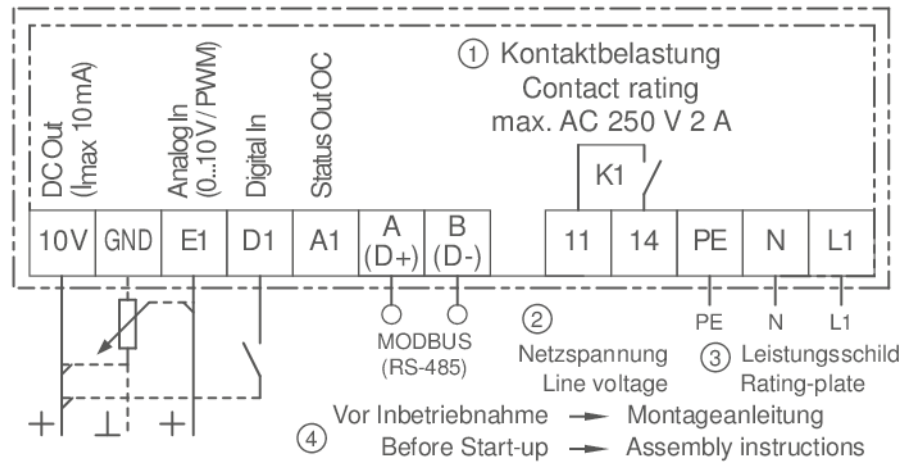 ① Kontaktbelastung
Contact rating
max. AC 250 V 2 A
DC Out
(Imax 10 mA)
Analog In
(0...10 V / PWM)
Digital In
Status Out OC
K1
10V GND E1 D1 A1 A (D+) B (D-) 11 14 PE N L1
MODBUS
(RS-485)
PE N L1
② Netzspannung
Line voltage
③ Leistungsschild
Rating-plate
④ Vor Inbetriebnahme → Montageanleitung
Before Start-up → Assembly instructions
+ ⊥ +